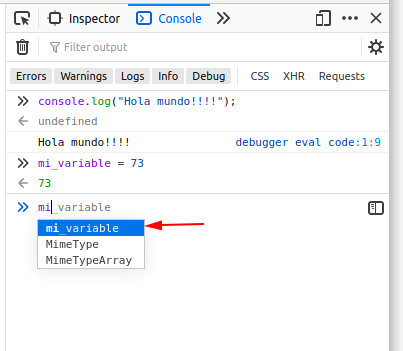 Inspector Console
Filter output
Errors Warnings Logs Info Debug CSS XHR Requests
console.log("Hola mundo!!!!");
undefined
Hola mundo!!!! debugger eval code:1:9
mi_variable = 73
73
mi_variable
mi_variable
MimeType
MimeTypeArray